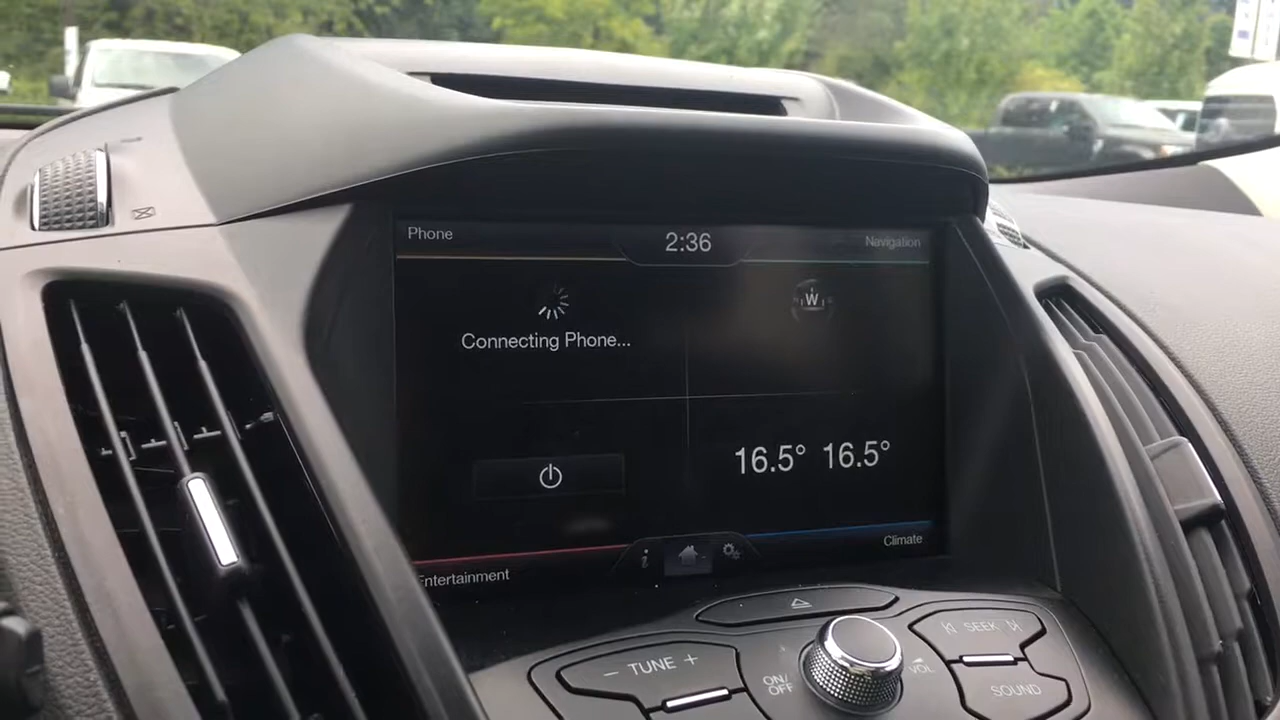 Phone
2:36
Navigation
W
Connecting Phone...
16.5° 16.5°
Climate
i
Entertainment
SEEK
– TUNE +
ON/
OFF
VOL
SOUND